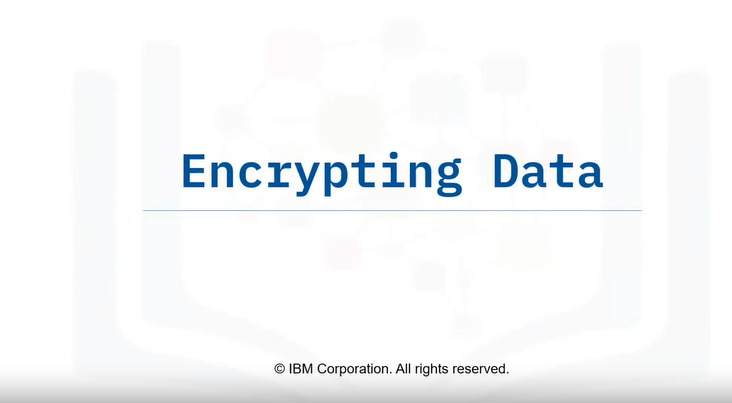 Encrypting Data
© IBM Corporation. All rights reserved.